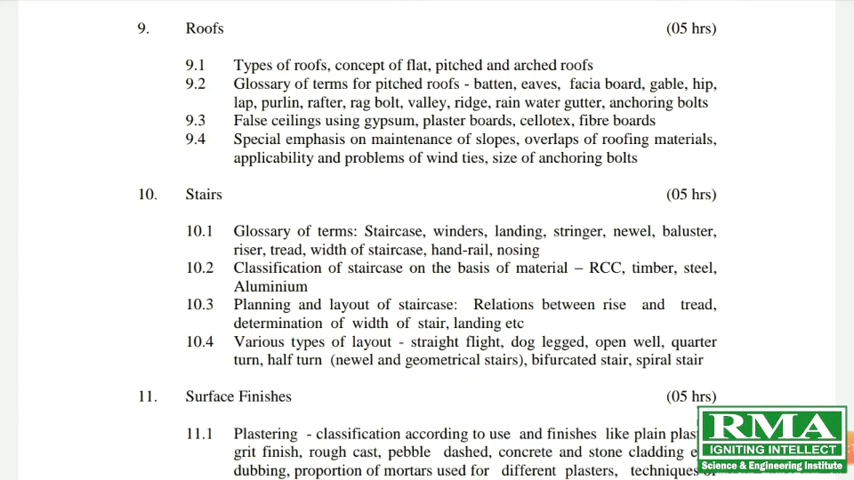 9. Roofs (05 hrs)
9.1 Types of roofs, concept of flat, pitched and arched roofs
9.2 Glossary of terms for pitched roofs - batten, eaves, facia board, gable, hip,
lap, purlin, rafter, rag bolt, valley, ridge, rain water gutter, anchoring bolts
9.3 False ceilings using gypsum, plaster boards, cellotex, fibre boards
9.4 Special emphasis on maintenance of slopes, overlaps of roofing materials,
applicability and problems of wind ties, size of anchoring bolts
10. Stairs (05 hrs)
10.1 Glossary of terms: Staircase, winders, landing, stringer, newel, baluster,
riser, tread, width of staircase, hand-rail, nosing
10.2 Classification of staircase on the basis of material – RCC, timber, steel,
Aluminium
10.3 Planning and layout of staircase: Relations between rise and tread,
determination of width of stair, landing etc
10.4 Various types of layout - straight flight, dog legged, open well, quarter
turn, half turn (newel and geometrical stairs), bifurcated stair, spiral stair
11. Surface Finishes (05 hrs)
11.1 Plastering - classification according to use and finishes like plain
grit finish, rough cast, pebble dashed, concrete and stone cladding
dubbing, proportion of mortars used for different plasters, techniques
RMA
IGNITING INTELLECT
Science & Engineering Institute